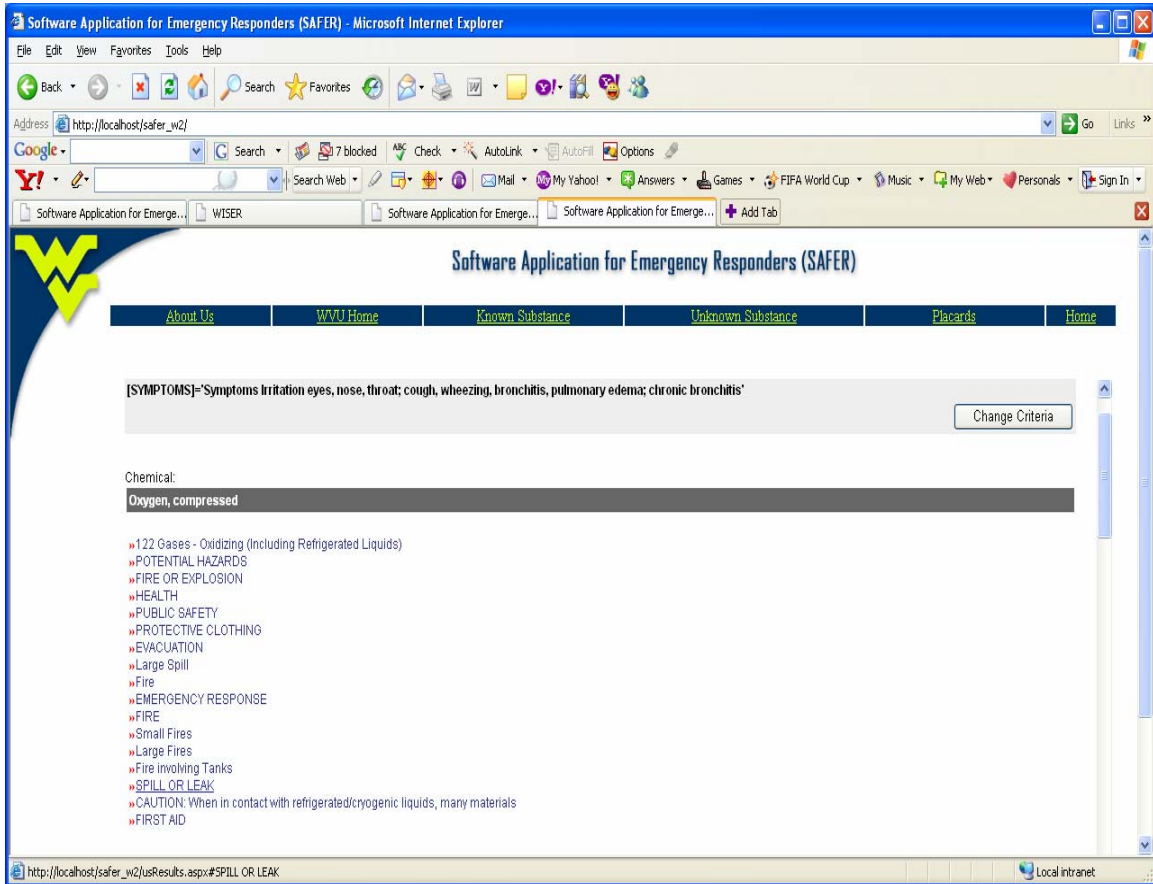 Software Application for Emergency Responders (SAFER) - Microsoft Internet Explorer
File Edit View Favorites Tools Help
Back Search Favorites
Address http://localhost/safer_w2/ Go Links »
Google Search 7 blocked ABC Check AutoLink AutoFill Options
Y! Search Web Mail My Yahoo! Answers Games FIFA World Cup Music My Web Personals Sign In
Software Application for Emerge... WISER Software Application for Emerge... Software Application for Emerge... Add Tab
Software Application for Emergency Responders (SAFER)
About Us WVU Home Known Substance Unknown Substance Placards Home
[SYMPTOMS]='Symptoms Irritation eyes, nose, throat; cough, wheezing, bronchitis, pulmonary edema; chronic bronchitis'
Change Criteria
Chemical:
Oxygen, compressed
»122 Gases - Oxidizing (Including Refrigerated Liquids)
»POTENTIAL HAZARDS
»FIRE OR EXPLOSION
»HEALTH
»PUBLIC SAFETY
»PROTECTIVE CLOTHING
»EVACUATION
»Large Spill
»Fire
»EMERGENCY RESPONSE
»FIRE
»Small Fires
»Large Fires
»Fire involving Tanks
»SPILL OR LEAK
»CAUTION: When in contact with refrigerated/cryogenic liquids, many materials
»FIRST AID
http://localhost/safer_w2/usResults.aspx#SPILL OR LEAK Local intranet